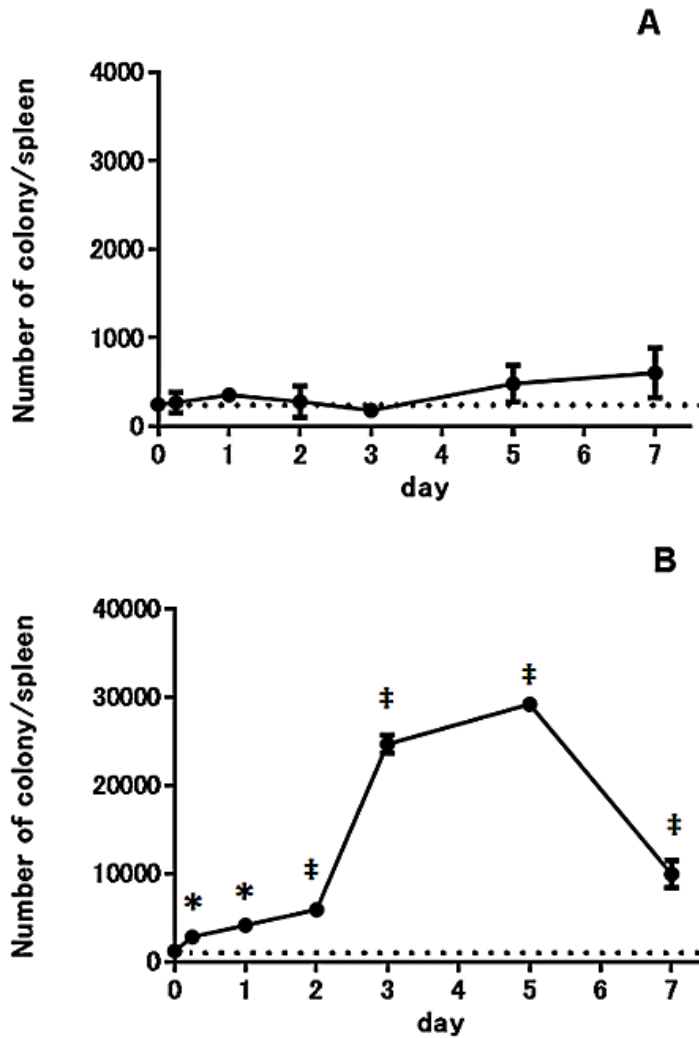 A
Number of colony/spleen
4000
3000
2000
1000
0
0 1 2 3 4 5 6 7
day
B
Number of colony/spleen
40000
30000
20000
10000
0
* * ‡ ‡ ‡ ‡
0 1 2 3 4 5 6 7
day